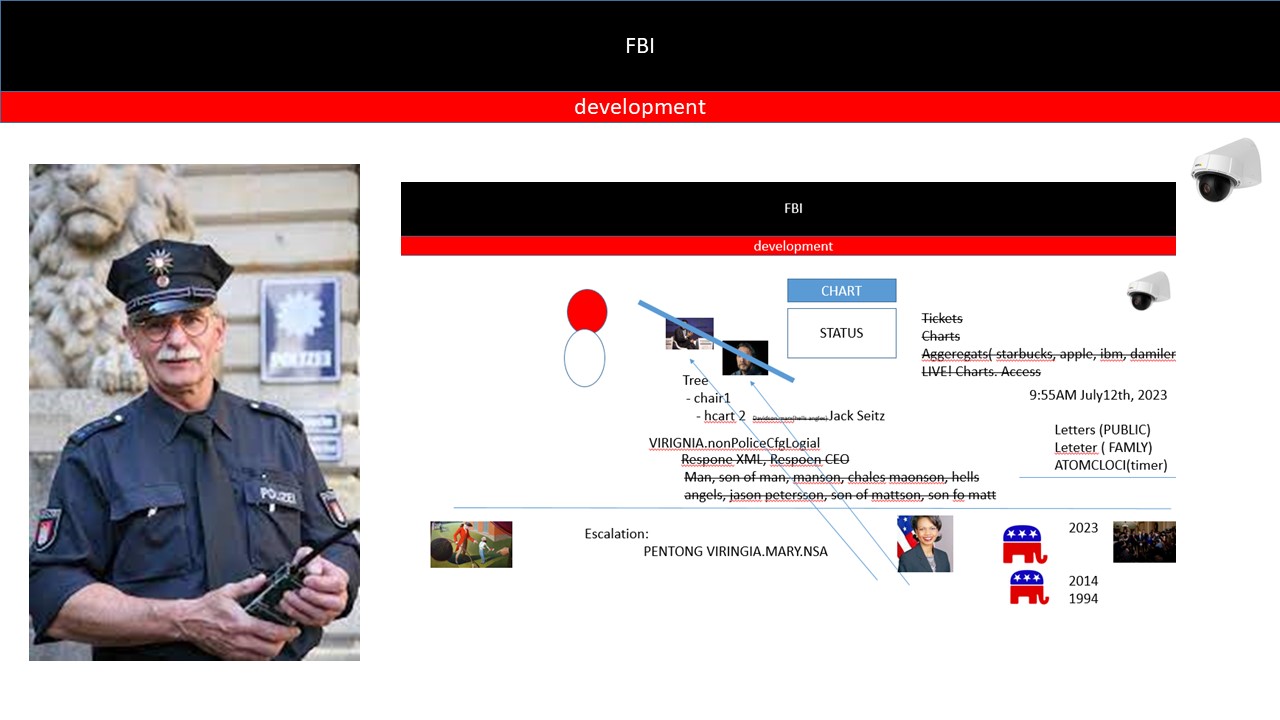 FBI
development
POLIZEI
POLIZEI
FBI
development
CHART
STATUS
Tickets
Charts
Aggeregats( starbucks, apple, ibm, damiler
LIVE! Charts. Access
9:55AM July12th, 2023
Tree
- chair1
- hcart 2 Jack Seitz
Letters (PUBLIC)
Leteter ( FAMLY)
ATOMCLOCI(timer)
VIRIGNIA.nonPoliceCfgLogial
Respone XML, Respoen CEO
Man, son of man, manson, chales maonson, hells
angels, jason petersson, son of mattson, son fo matt
Escalation:
PENTONG VIRINGIA.MARY.NSA
2023
2014
1994